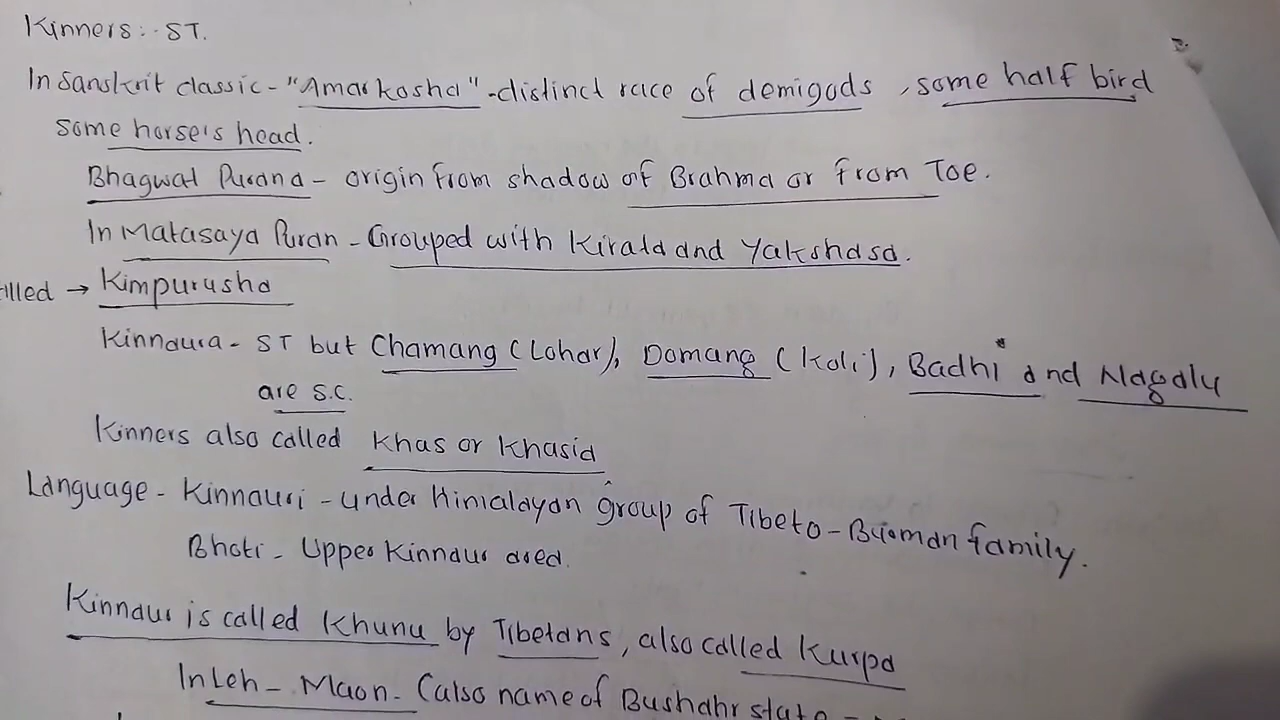 Kinners:- ST.
In Sanskrit classic - "Amarkosha" - distinct race of demigods, some half bird
some horse's head.
Bhagwat Purana - origin from shadow of Brahma or from Toe.
In Matasaya Puran - Grouped with Kirata and Yakshasa.
→ Kimpurusha
Kinnaura - ST but Chamang (Lohar), Domang (Koli), Badhi and Nagalu
are S.C.
Kinners also called Khas or Khasia
Language - Kinnauri - under Himalayan group of Tibeto-Burman family.
Bhoti - Upper Kinnaur area.
Kinnaur is called Khunu by Tibetans, also called Kurpa
In Leh - Maon - (also name of Bushahr state -